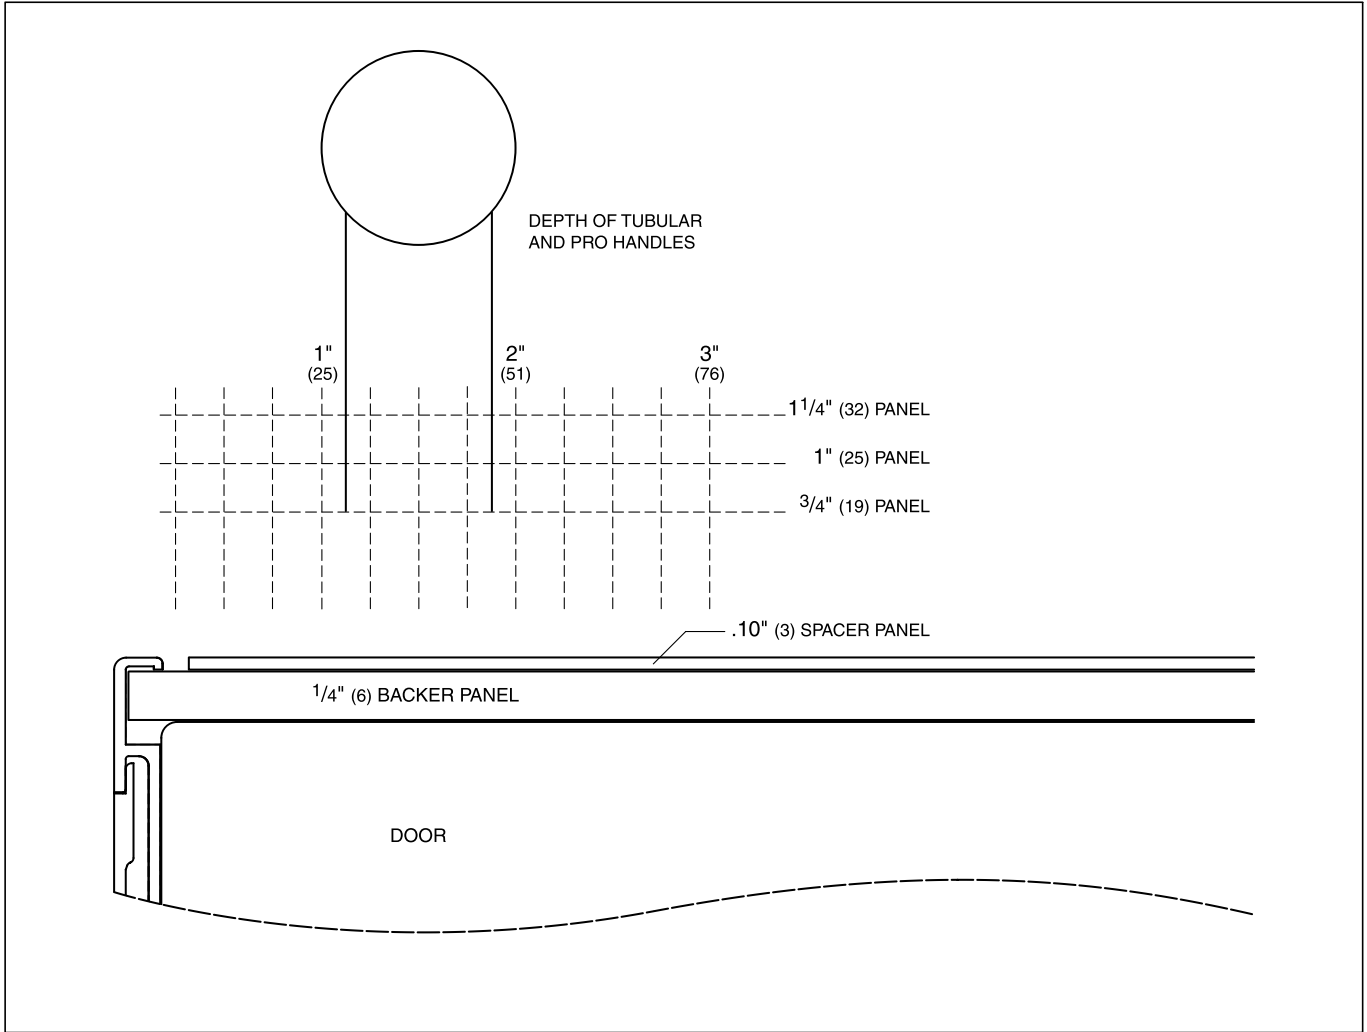 DEPTH OF TUBULAR
AND PRO HANDLES
1" 2" 3"
(25) (51) (76)
1 1/4" (32) PANEL
1" (25) PANEL
3/4" (19) PANEL
.10" (3) SPACER PANEL
1/4" (6) BACKER PANEL
DOOR